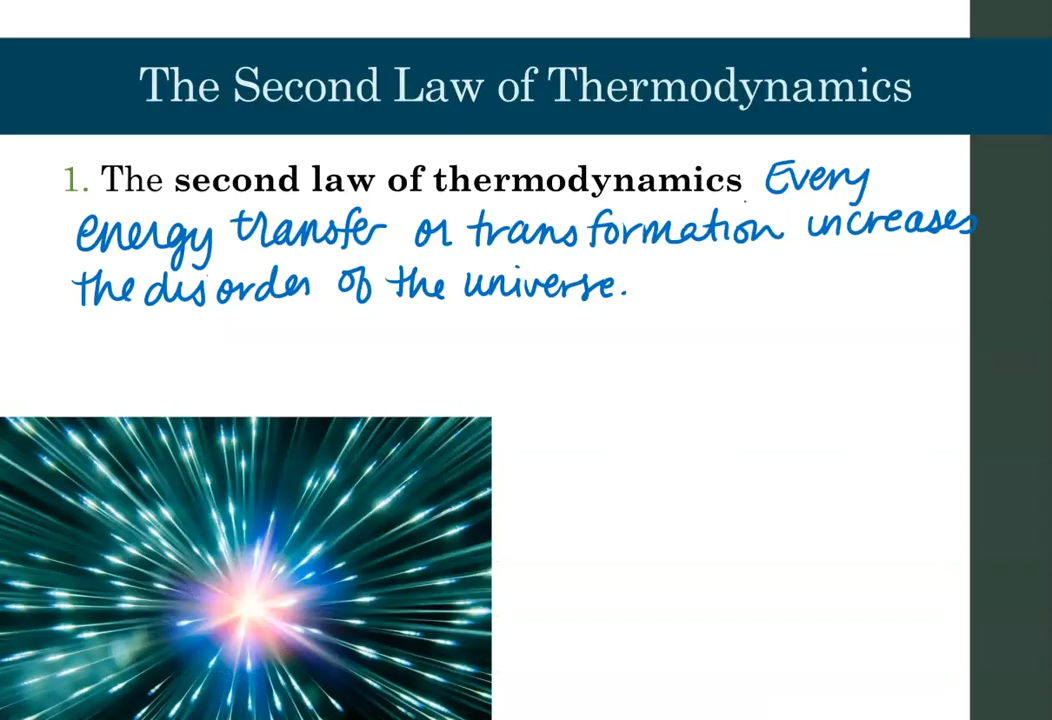 The Second Law of Thermodynamics
1. The second law of thermodynamics Every
energy transfer or transformation increases
the disorder of the universe.